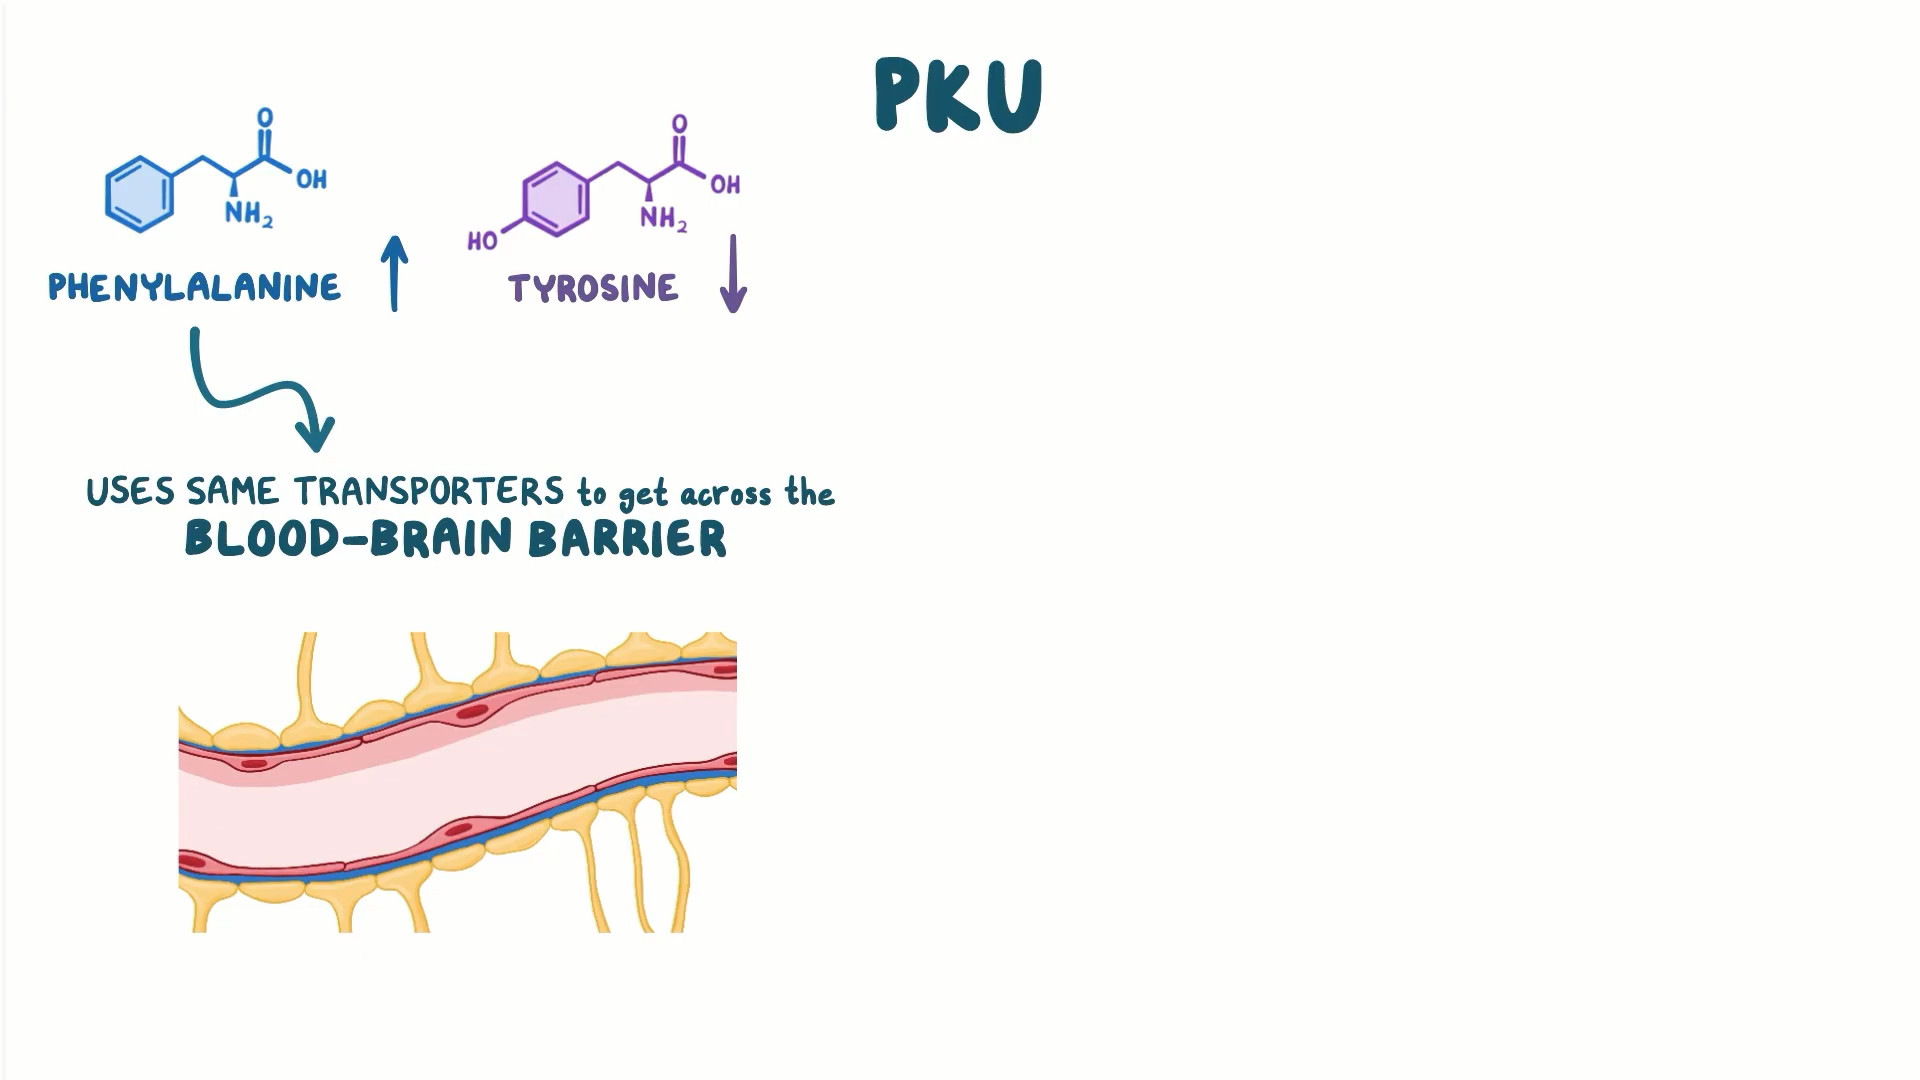 PKU
O
OH
NH2
PHENYLALANINE
O
OH
NH2
HO
TYROSINE
USES SAME TRANSPORTERS to get across the
BLOOD-BRAIN BARRIER